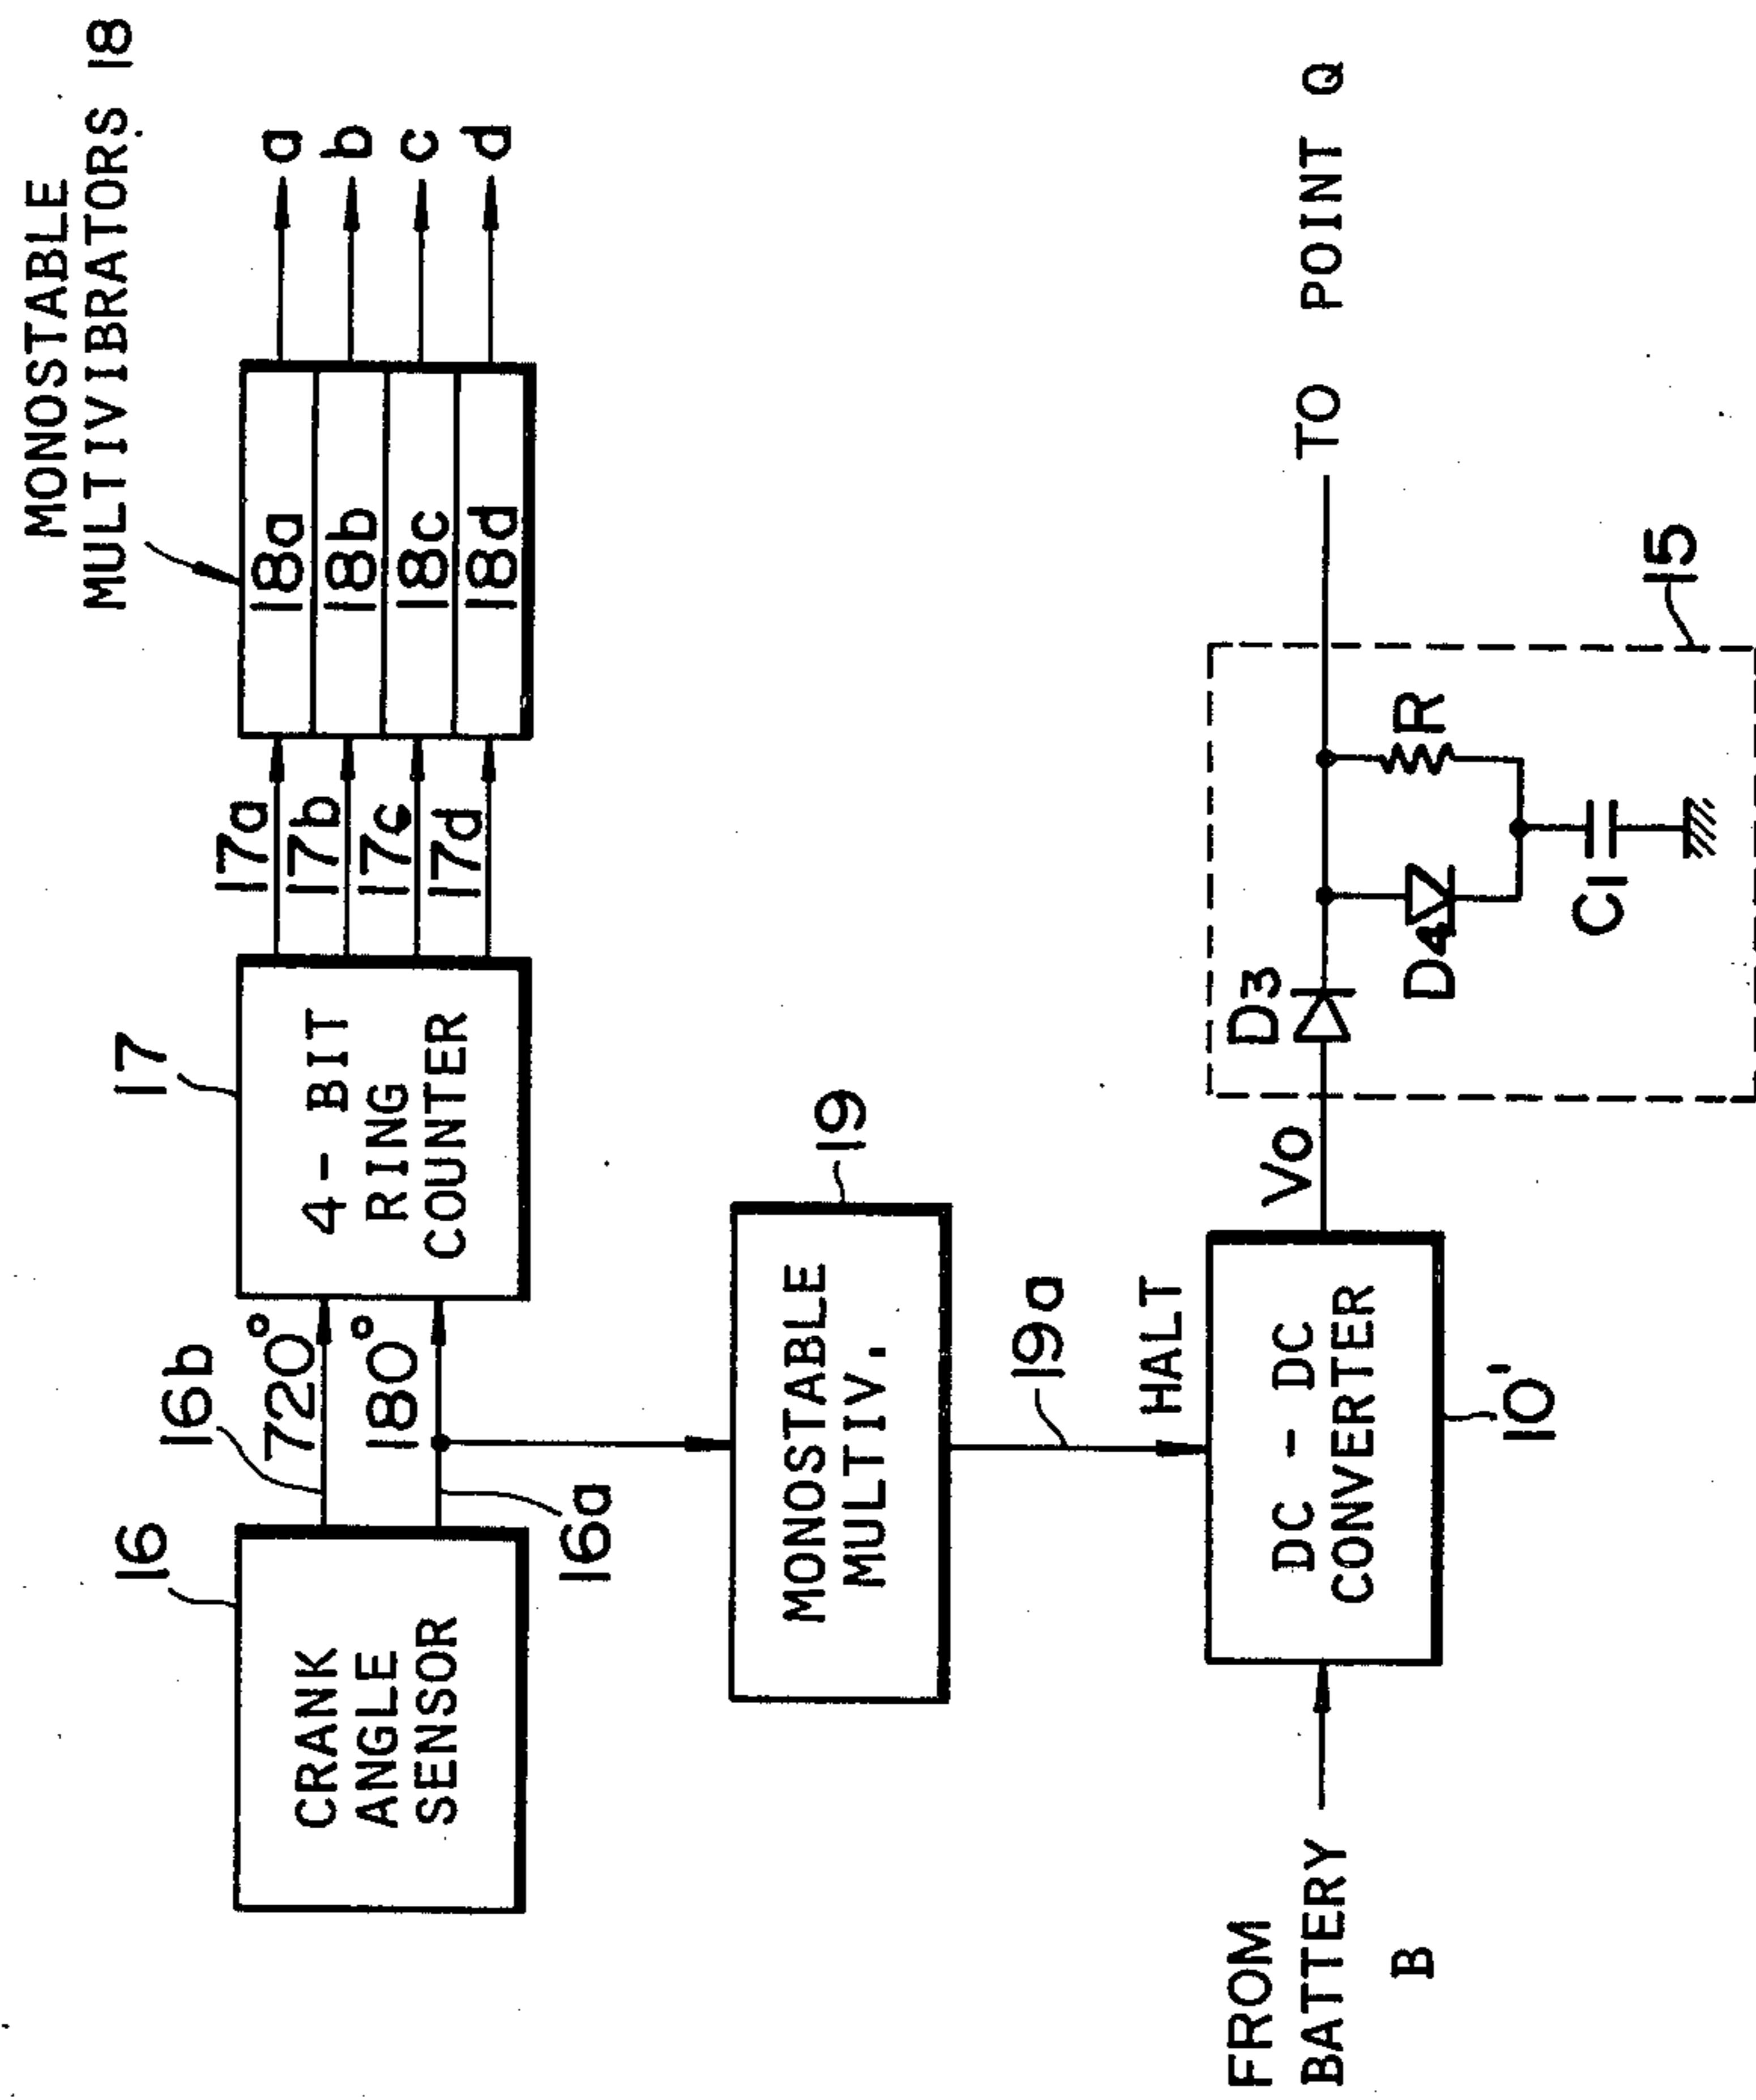 MONOSTABLE
MULTIVIBRATORS 18
16
16b
17
CRANK
ANGLE
SENSOR
720°
180°
16a
4-BIT
RING
COUNTER
17a
17b
17c
17d
18a
18b
18c
18d
a
b
c
d
MONOSTABLE
MULTIV.
19
19a
HALT
FROM
BATTERY
B
DC-DC
CONVERTER
10'
Vo
D3
D4
R
C1
15
TO POINT Q